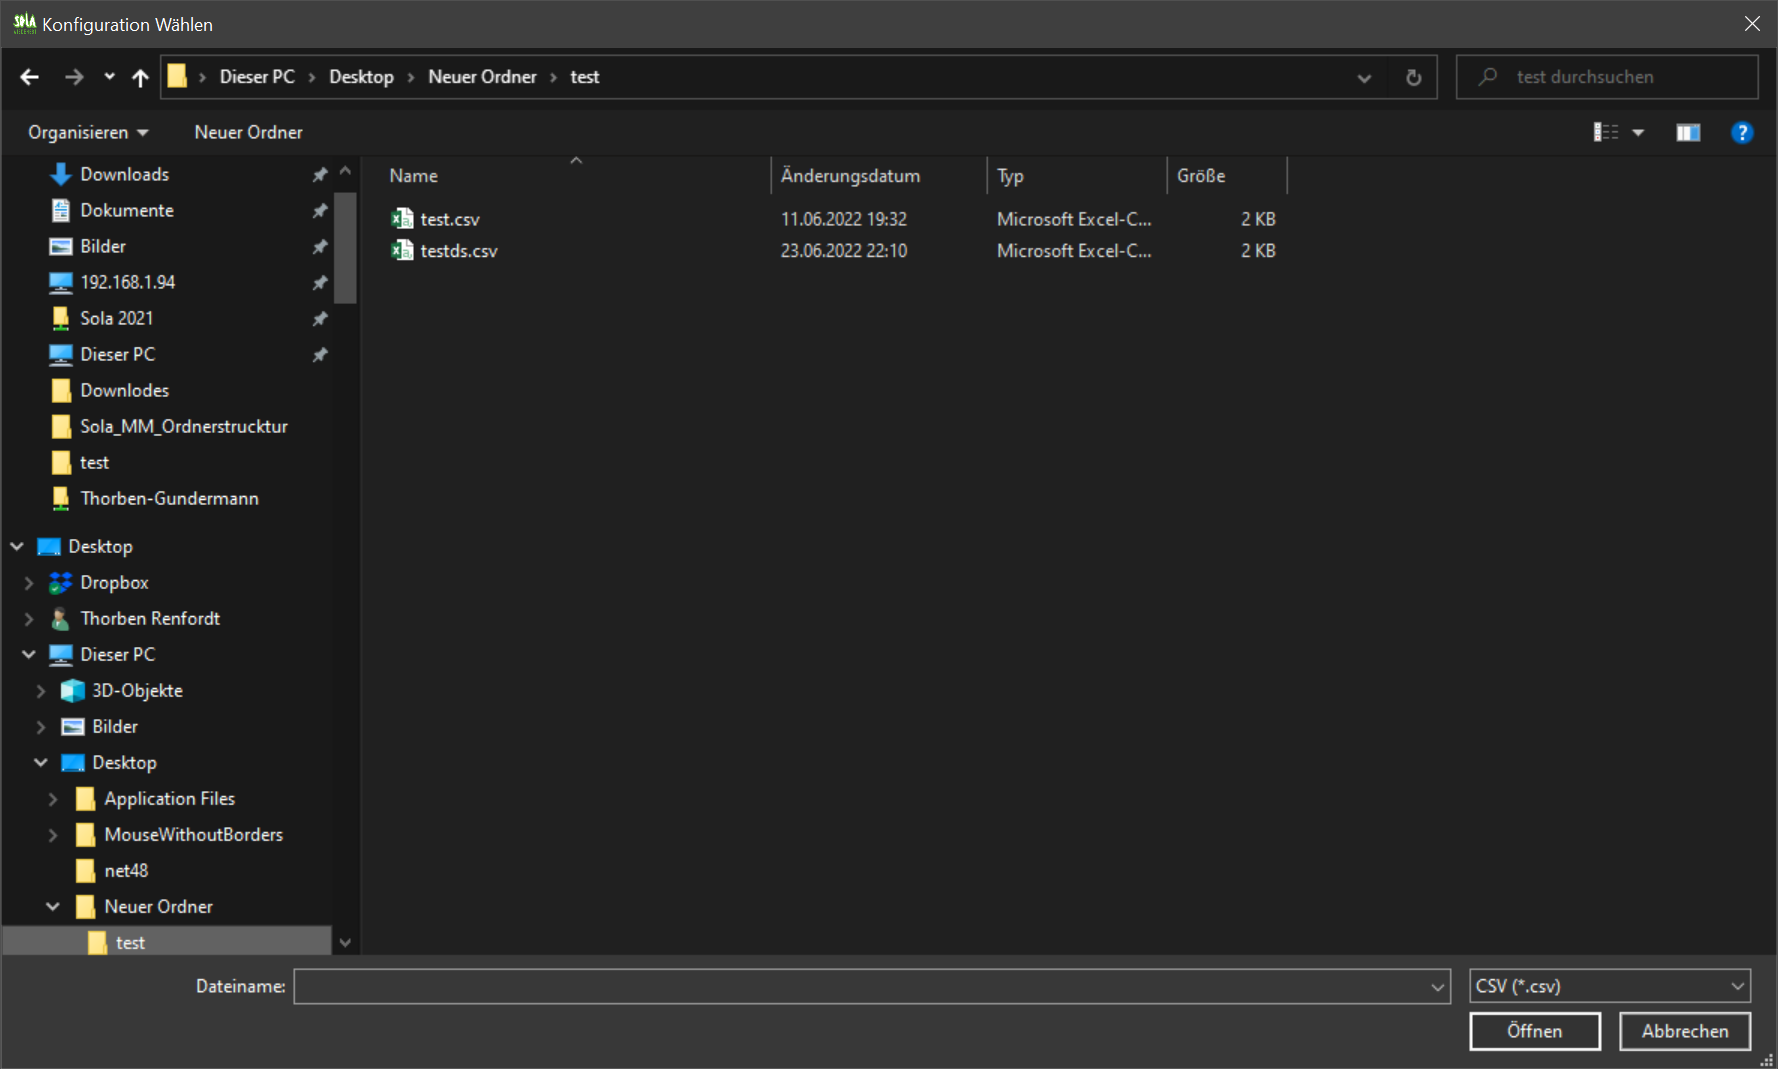 SOLA
Konfiguration Wählen
Dieser PC
Desktop
Neuer Ordner
test
test durchsuchen
Organisieren
Neuer Ordner
?
Name
Änderungsdatum
Typ
Größe
test.csv
11.06.2022 19:32
Microsoft Excel-C...
2 KB
testds.csv
23.06.2022 22:10
Microsoft Excel-C...
2 KB
Downloads
Dokumente
Bilder
192.168.1.94
Sola 2021
Dieser PC
Downlodes
Sola_MM_Ordnerstrucktur
test
Thorben-Gundermann
Desktop
Dropbox
Thorben Renfordt
Dieser PC
3D-Objekte
Bilder
Desktop
Application Files
MouseWithoutBorders
net48
Neuer Ordner
test
Dateiname:
CSV (*.csv)
Öffnen
Abbrechen